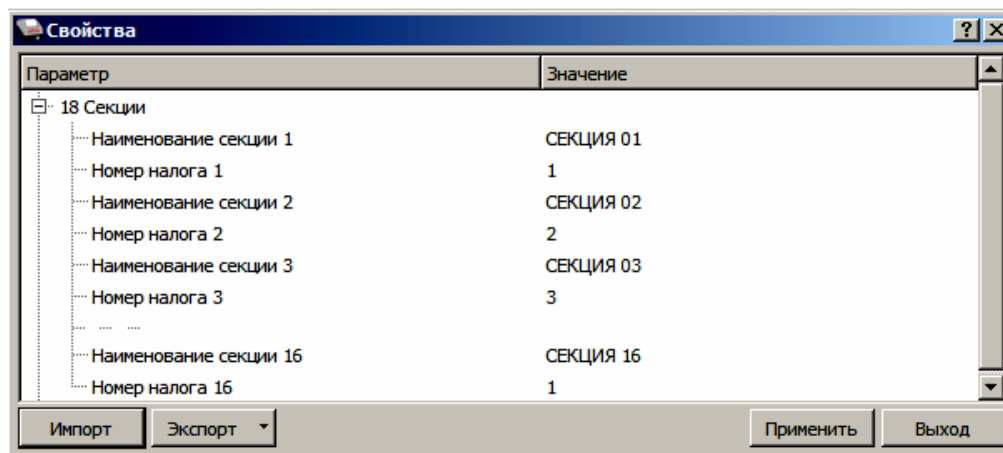 Свойства
Параметр Значение
18 Секции
Наименование секции 1 СЕКЦИЯ 01
Номер налога 1 1
Наименование секции 2 СЕКЦИЯ 02
Номер налога 2 2
Наименование секции 3 СЕКЦИЯ 03
Номер налога 3 3
... ... ...
Наименование секции 16 СЕКЦИЯ 16
Номер налога 16 1
Импорт Экспорт Применить Выход